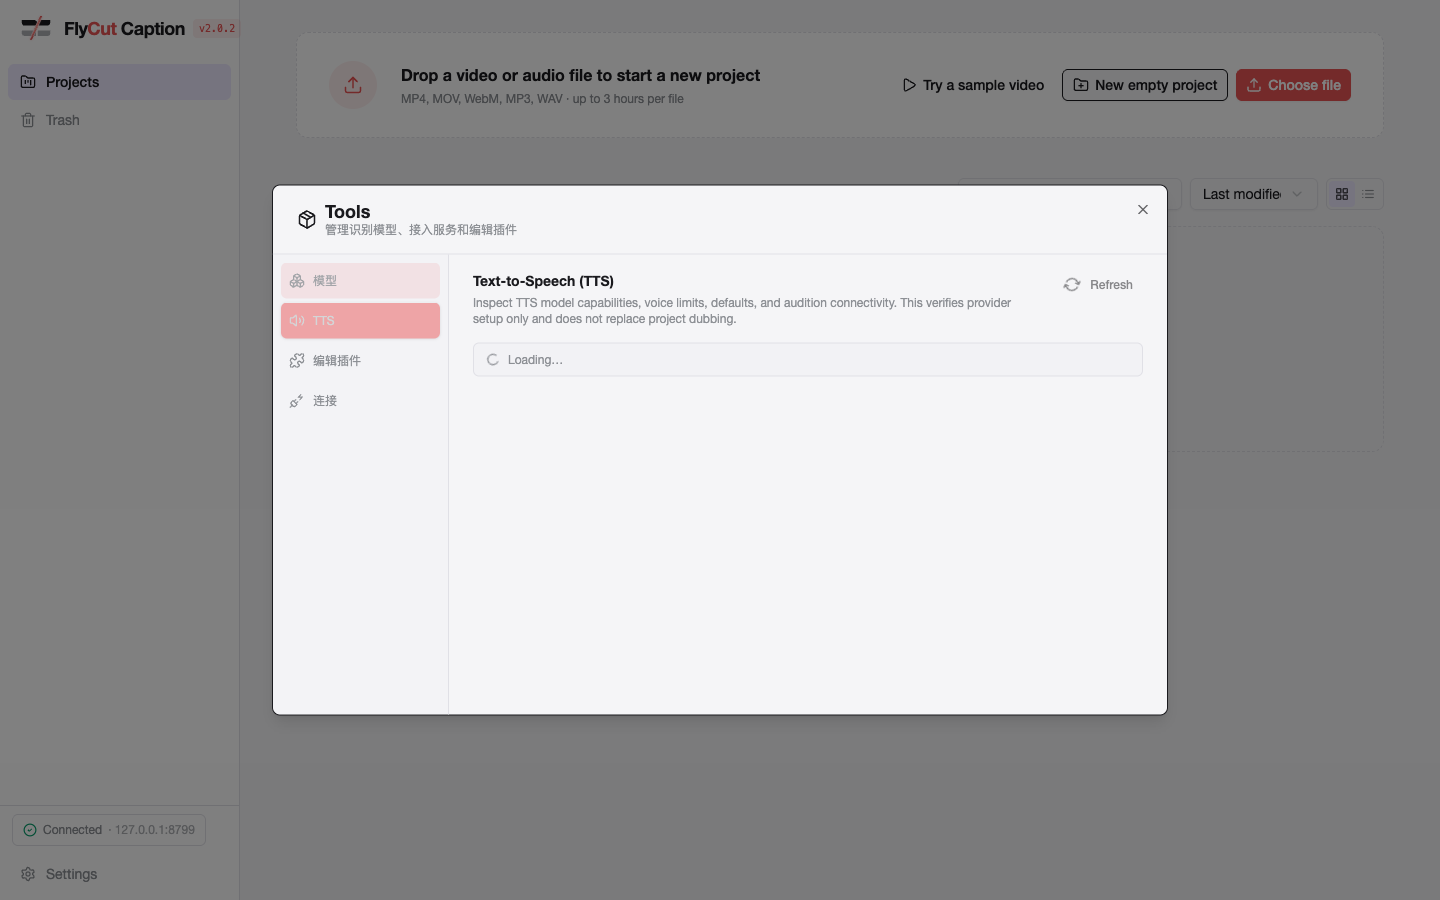 FlyCut Caption v2.0.2
Projects
Trash
Drop a video or audio file to start a new project
MP4, MOV, WebM, MP3, WAV · up to 3 hours per file
Try a sample video
New empty project
Choose file
Last modifie
Tools
管理识别模型、接入服务和编辑插件
模型
TTS
编辑插件
连接
Text-to-Speech (TTS)
Refresh
Inspect TTS model capabilities, voice limits, defaults, and audition connectivity. This verifies provider
setup only and does not replace project dubbing.
Loading...
Connected · 127.0.0.1:8799
Settings